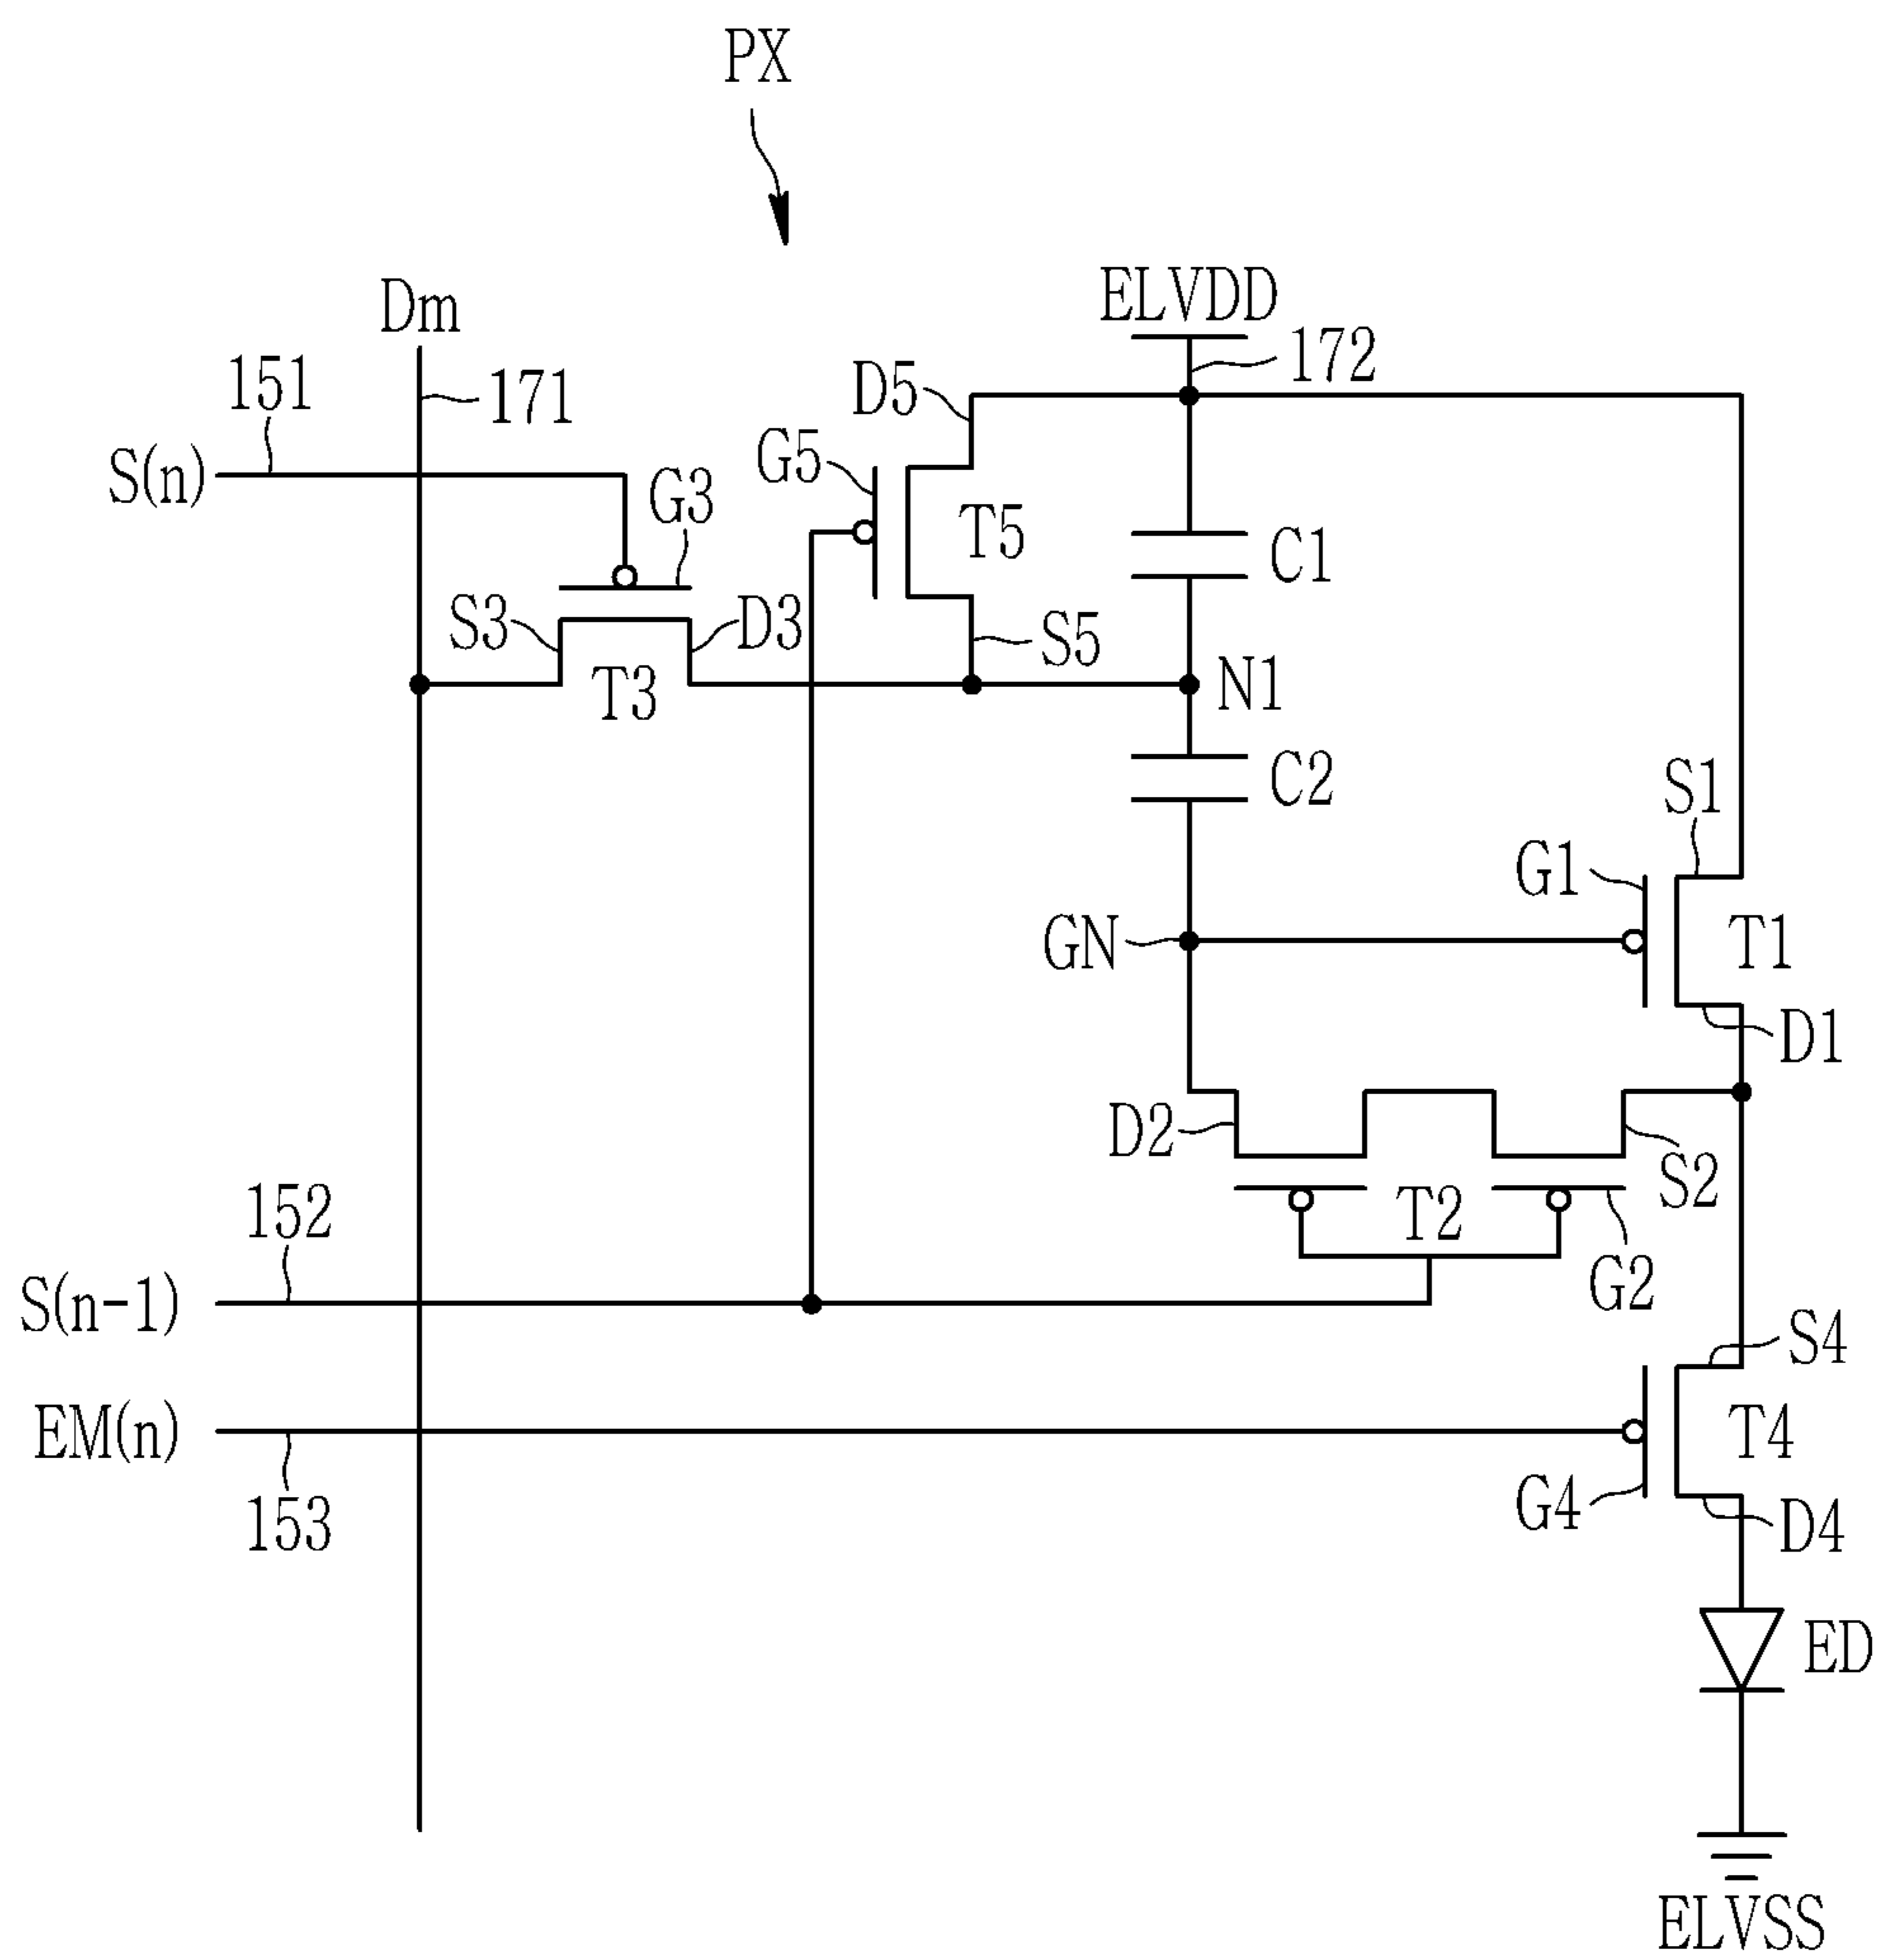 PX
Dm
ELVDD
151
171
172
D5
S(n)
G5
G3
T5
C1
S3
D3
S5
T3
N1
C2
S1
G1
GN
T1
D1
D2
S2
152
T2
G2
S(n-1)
S4
EM(n)
T4
153
G4
D4
ED
ELVSS